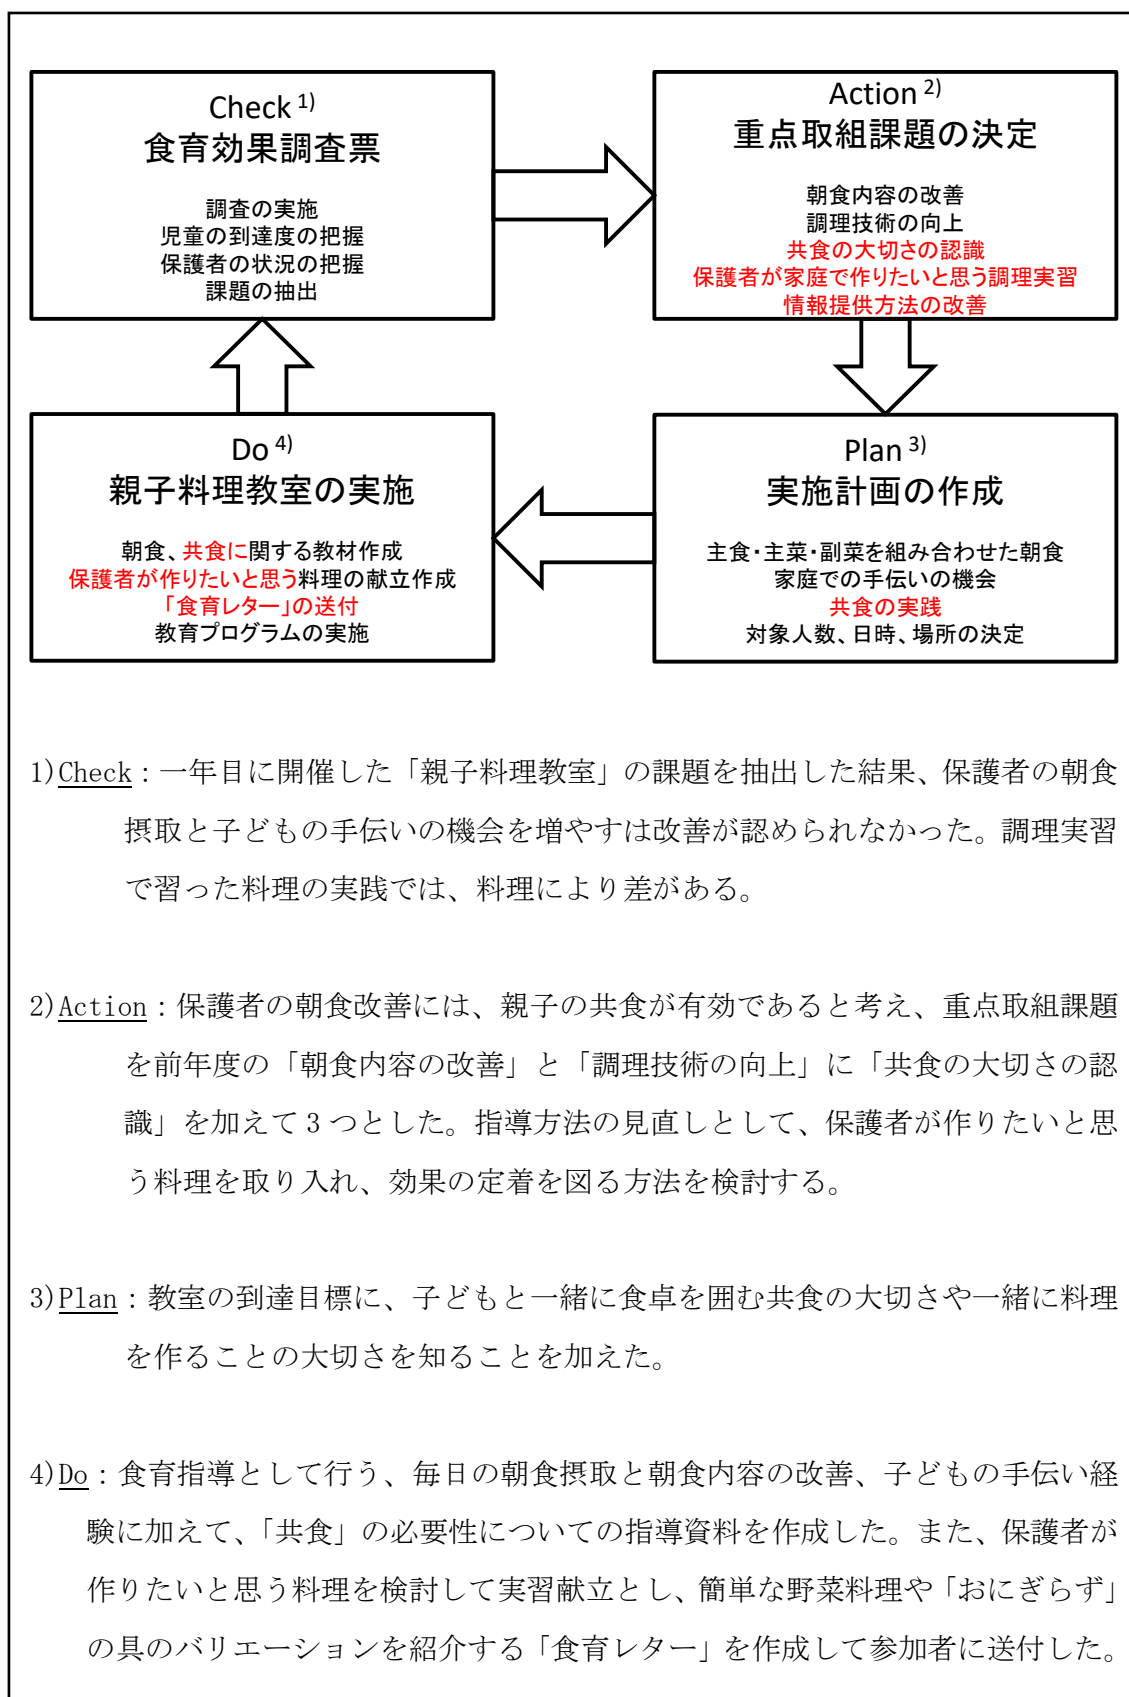 Check 1)
食育効果調査票
調査の実施
児童の到達度の把握
保護者の状況の把握
課題の抽出
Action 2)
重点取組課題の決定
朝食内容の改善
調理技術の向上
共食の大切さの認識
保護者が家庭で作りたいと思う調理実習
情報提供方法の改善
Do 4)
親子料理教室の実施
朝食、共食に関する教材作成
保護者が作りたいと思う料理の献立作成
「食育レター」の送付
教育プログラムの実施
Plan 3)
実施計画の作成
主食・主菜・副菜を組み合わせた朝食
家庭での手伝いの機会
共食の実践
対象人数、日時、場所の決定
1)Check：一年目に開催した「親子料理教室」の課題を抽出した結果、保護者の朝食
摂取と子どもの手伝いの機会を増やすは改善が認められなかった。調理実習
で習った料理の実践では、料理により差がある。
2)Action：保護者の朝食改善には、親子の共食が有効であると考え、重点取組課題
を前年度の「朝食内容の改善」と「調理技術の向上」に「共食の大切さの認
識」を加えて３つとした。指導方法の見直しとして、保護者が作りたいと思
う料理を取り入れ、効果の定着を図る方法を検討する。
3)Plan：教室の到達目標に、子どもと一緒に食卓を囲む共食の大切さや一緒に料理
を作ることの大切さを知ることを加えた。
4)Do：食育指導として行う、毎日の朝食摂取と朝食内容の改善、子どもの手伝い経
験に加えて、「共食」の必要性についての指導資料を作成した。また、保護者が
作りたいと思う料理を検討して実習献立とし、簡単な野菜料理や「おにぎらず」
の具のバリエーションを紹介する「食育レター」を作成して参加者に送付した。